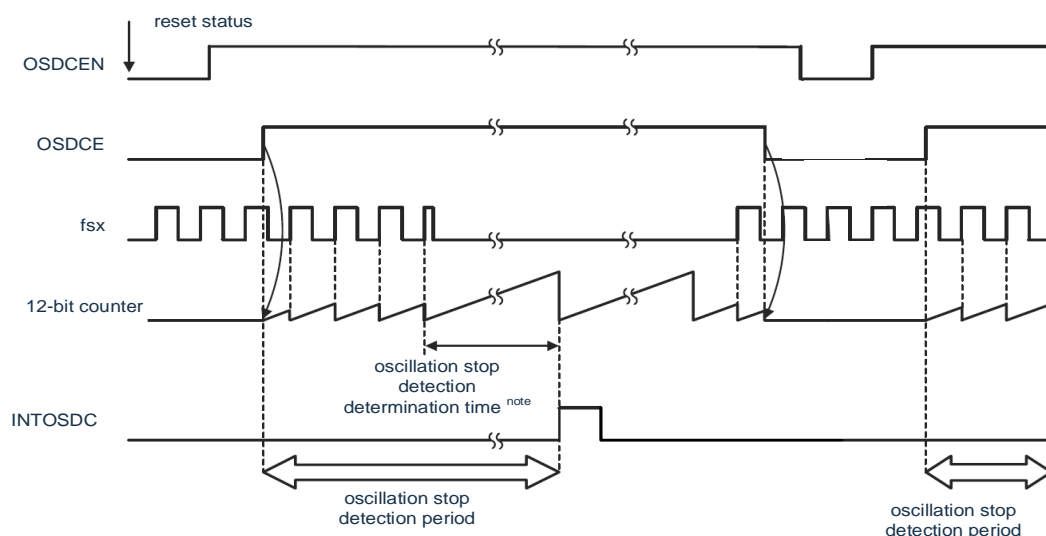 reset status
OSDCEN
OSDCE
fsx
12-bit counter
oscillation stop
detection
determination time note
INTOSDC
oscillation stop
detection period
oscillation stop
detection period